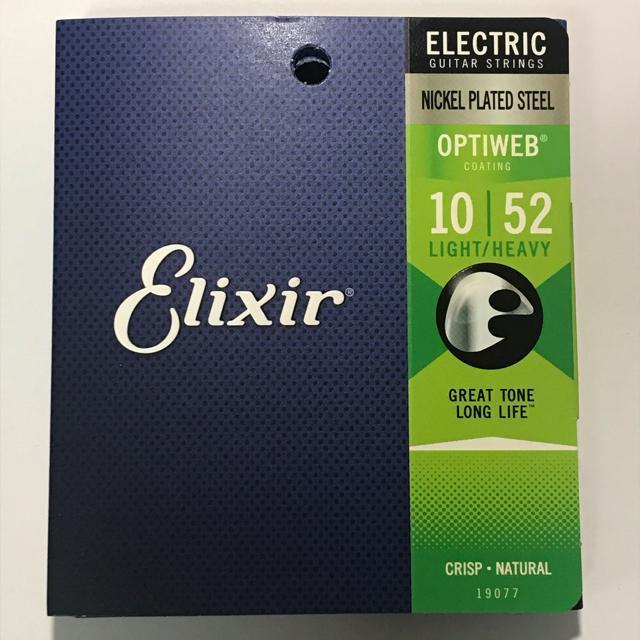 Elixir®
ELECTRIC
GUITAR STRINGS
NICKEL PLATED STEEL
OPTIWEB®
COATING
10 | 52
LIGHT/HEAVY
GREAT TONE
LONG LIFE™
CRISP • NATURAL
19077